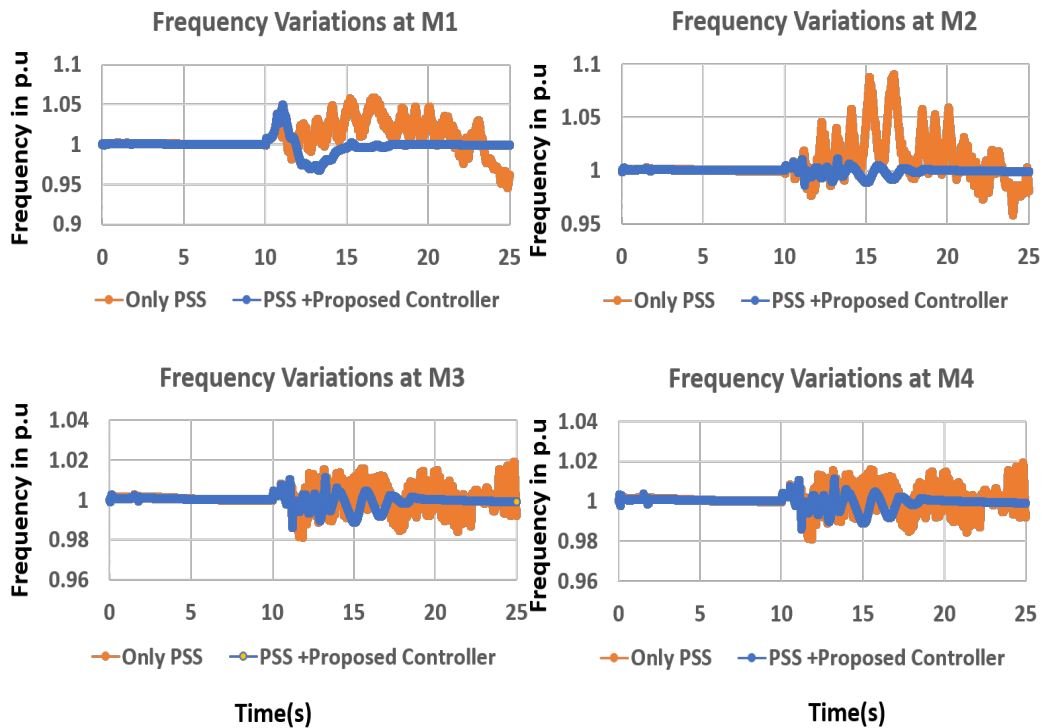 Frequency Variations at M1
Frequency in p.u
1.1
1.05
1
0.95
0.9
0 5 10 15 20 25
Only PSS PSS +Proposed Controller
Frequency Variations at M2
Frequency in p.u
1.1
1.05
1
0.95
0 5 10 15 20 25
Only PSS PSS +Proposed Controller
Frequency Variations at M3
Frequency in p.u
1.04
1.02
1
0.98
0.96
0 5 10 15 20 25
Only PSS PSS +Proposed Controller
Time(s)
Frequency Variations at M4
Frequency in p.u
1.04
1.02
1
0.98
0.96
0 5 10 15 20 25
Only PSS PSS +Proposed Controller
Time(s)